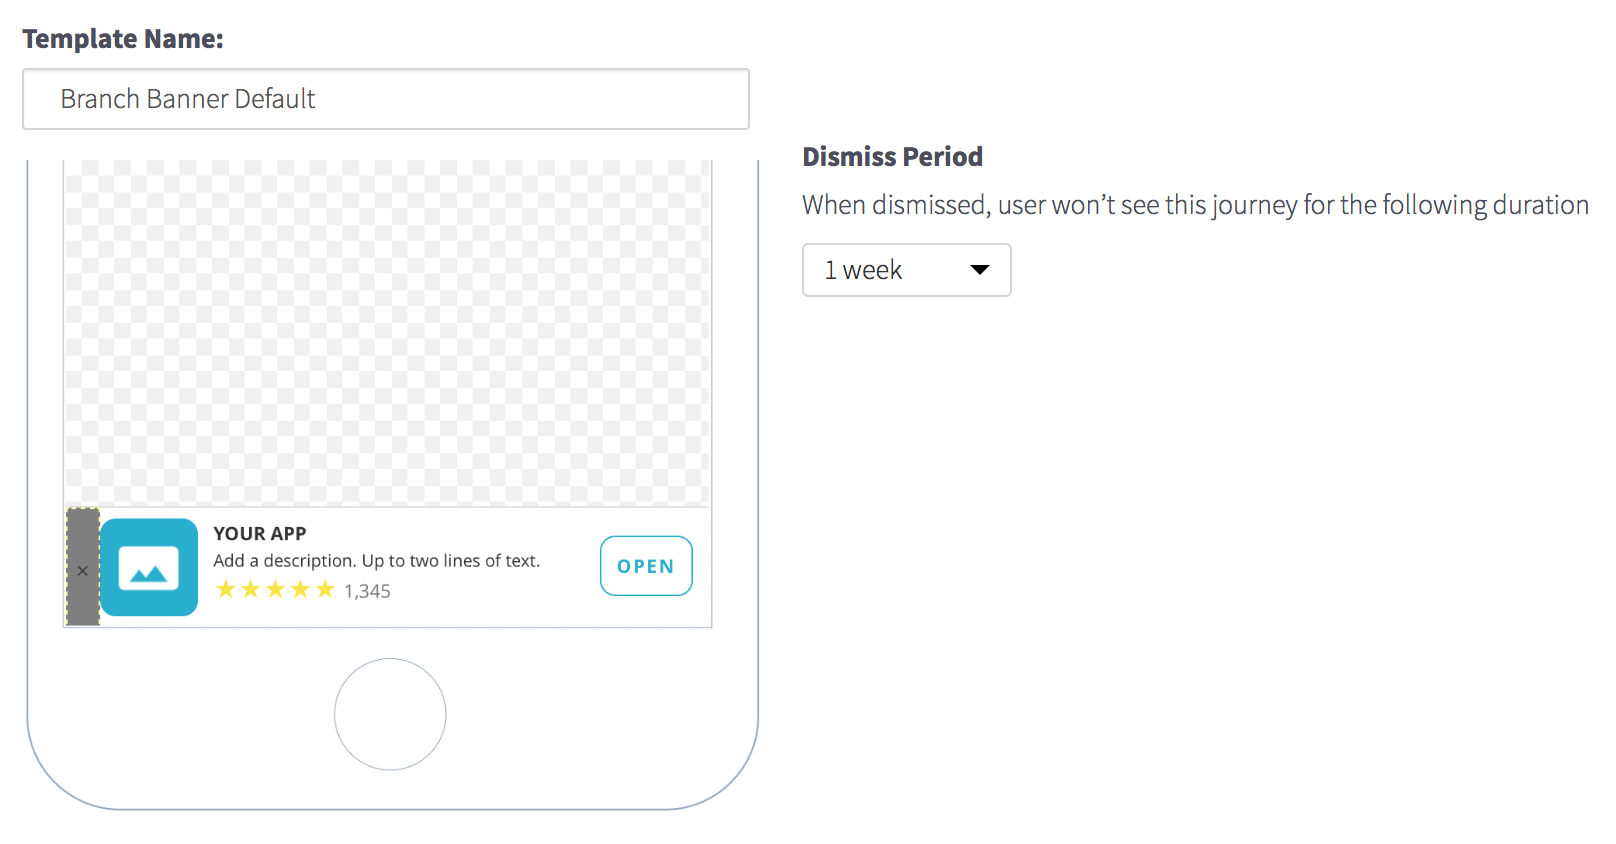 Template Name:
Branch Banner Default
Dismiss Period
When dismissed, user won’t see this journey for the following duration
1 week
×
YOUR APP
Add a description. Up to two lines of text.
★★★★★ 1,345
OPEN